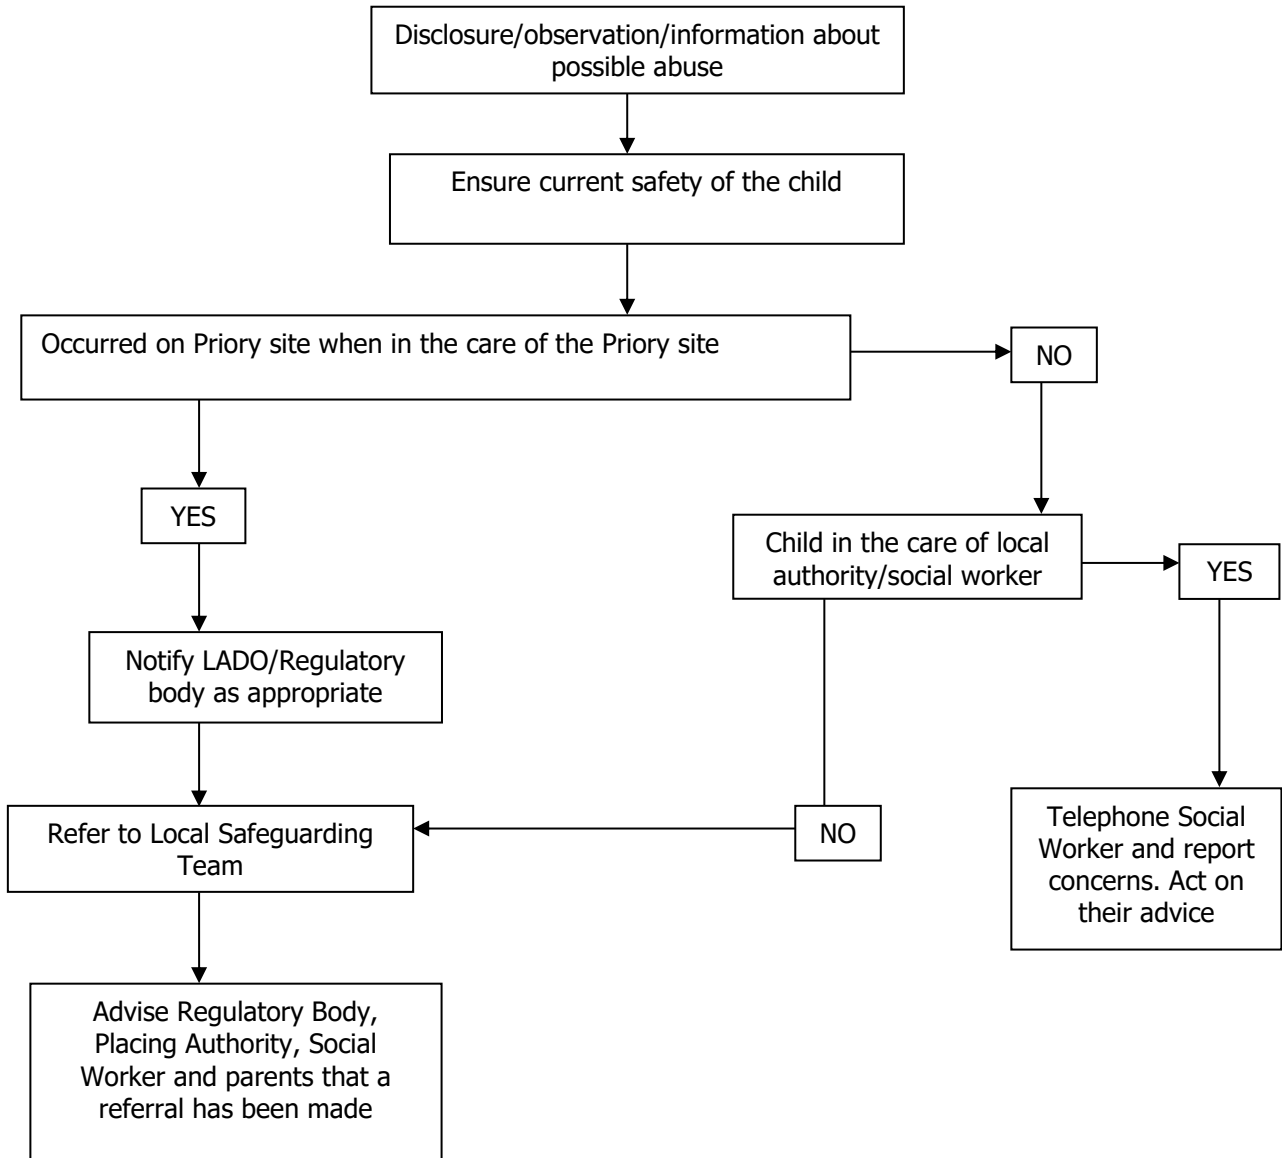 Disclosure/observation/information about
possible abuse
Ensure current safety of the child
Occurred on Priory site when in the care of the Priory site
NO
YES
Child in the care of local
authority/social worker
YES
Notify LADO/Regulatory
body as appropriate
Refer to Local Safeguarding
Team
NO
Telephone Social
Worker and report
concerns. Act on
their advice
Advise Regulatory Body,
Placing Authority, Social
Worker and parents that a
referral has been made